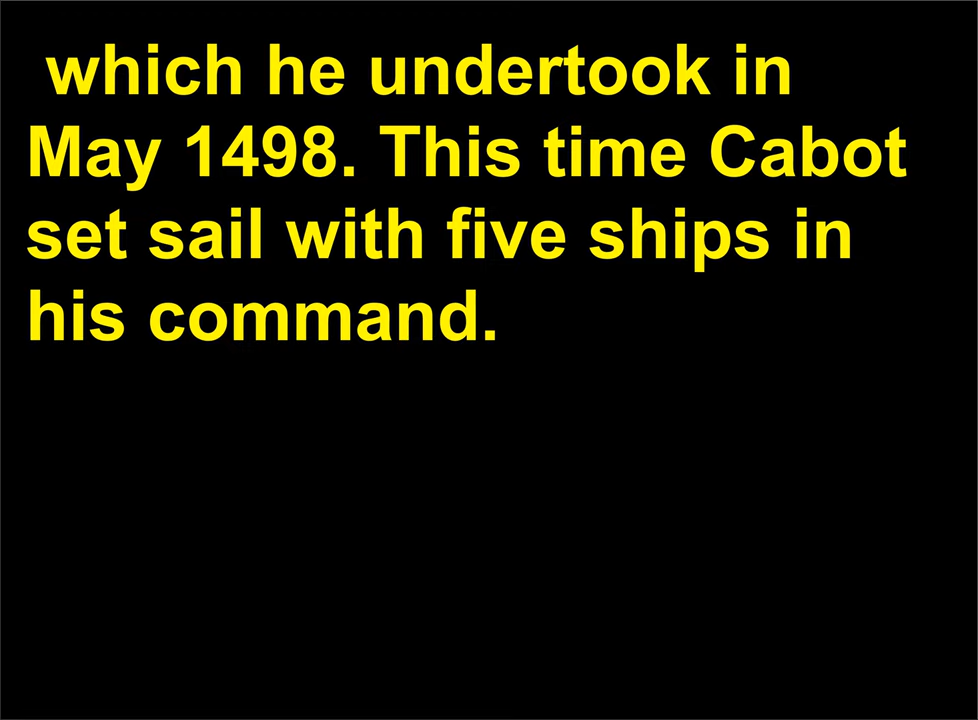 which he undertook in
May 1498. This time Cabot
set sail with five ships in
his command.